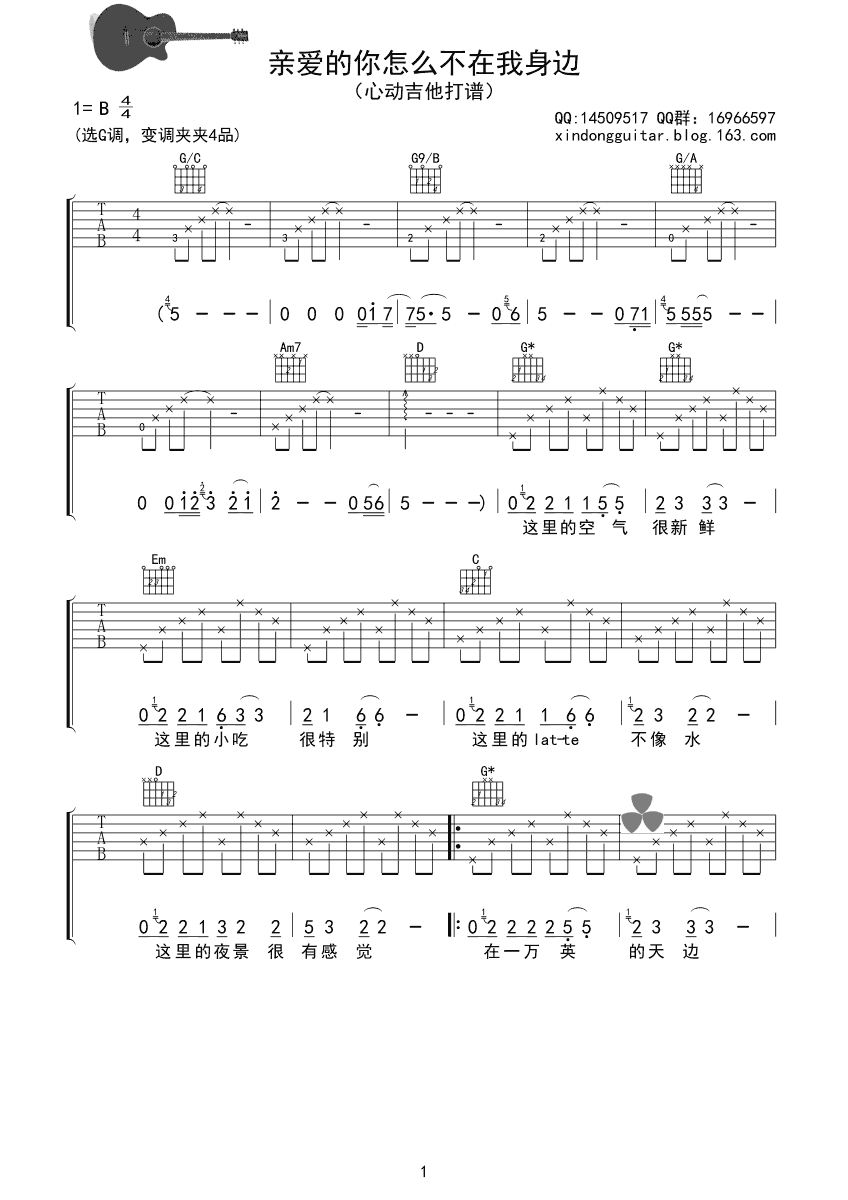 亲爱的你怎么不在我身边
（心动吉他打谱）
1= B 4/4
QQ:14509517 QQ群: 16966597
(选G调, 变调夹夹4品)
xindongguitar.blog.163.com
G/C G9/B G/A
T A B 4 4 3 3 2 2 0
(5 - - - | 0 0 0 0 1 7 | 7 5· 5 - 0 6 | 5 - - 0 7 1 | 5 5 5 5 - -
Am7 D G* G*
T A B 0
0 0 1 2 3 2 1 | 2 - - 0 5 6 | 5 - - -) | 0 2 2 1 1 5 5 | 2 3 3 3 -
这里的空 气 很新 鲜
Em C
T A B
0 2 2 1 6 3 3 | 2 1 6 6 - | 0 2 2 1 1 6 6 | 2 3 2 2 -
这里的小吃 很特 别 这里的lat-te 不像 水
D G*
T A B
0 2 2 1 3 2 2 | 5 3 2 2 - |: 0 2 2 2 2 5 5 | 2 3 3 3 -
这里的夜景 很 有感 觉 在一万 英 的天 边
1